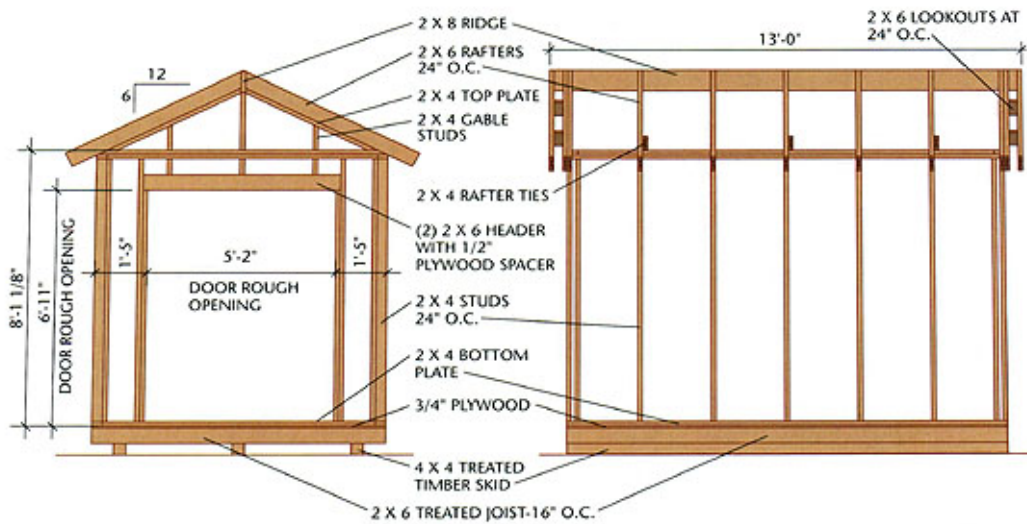 2 X 8 RIDGE
2 X 6 RAFTERS
24" O.C.
2 X 4 TOP PLATE
2 X 4 GABLE
STUDS
2 X 6 LOOKOUTS AT
24" O.C.
13'-0"
12
6
2 X 4 RAFTER TIES
(2) 2 X 6 HEADER
WITH 1/2"
PLYWOOD SPACER
8'-1 1/8"
6'-11"
DOOR ROUGH OPENING
1'-5"
5'-2"
1'-5"
DOOR ROUGH
OPENING
2 X 4 STUDS
24" O.C.
2 X 4 BOTTOM
PLATE
3/4" PLYWOOD
4 X 4 TREATED
TIMBER SKID
2 X 6 TREATED JOIST-16" O.C.